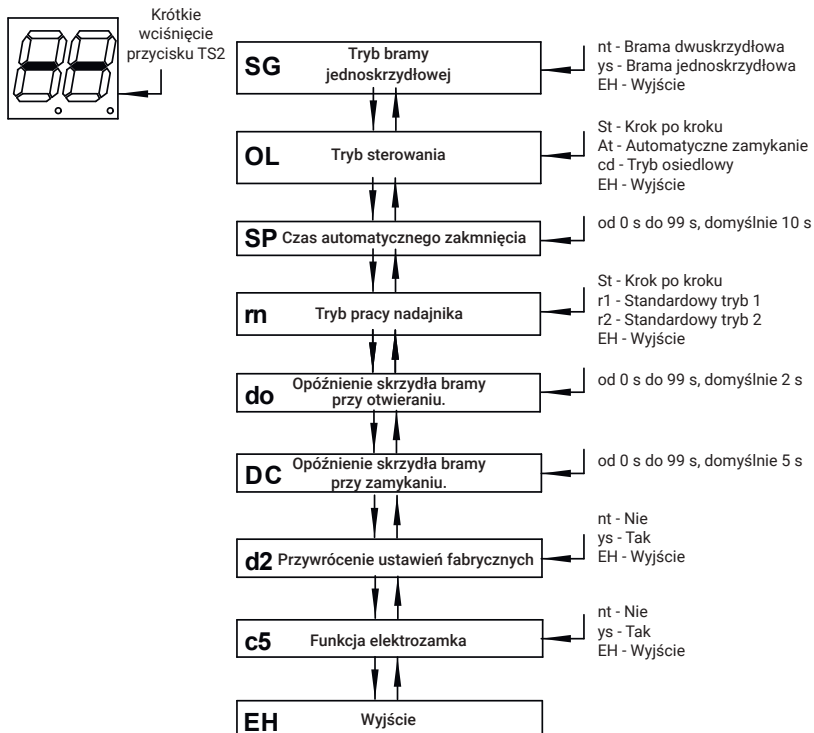 Krótkie
wciśnięcie
przycisku TS2
SG Tryb bramy
jednoskrzydłowej
nt - Brama dwuskrzydłowa
ys - Brama jednoskrzydłowa
EH - Wyjście
OL Tryb sterowania
St - Krok po kroku
At - Automatyczne zamykanie
cd - Tryb osiedlowy
EH - Wyjście
SP Czas automatycznego zakmnięcia
od 0 s do 99 s, domyślnie 10 s
rn Tryb pracy nadajnika
St - Krok po kroku
r1 - Standardowy tryb 1
r2 - Standardowy tryb 2
EH - Wyjście
do Opóźnienie skrzydła bramy
przy otwieraniu.
od 0 s do 99 s, domyślnie 2 s
DC Opóźnienie skrzydła bramy
przy zamykaniu.
od 0 s do 99 s, domyślnie 5 s
d2 Przywrócenie ustawień fabrycznych
nt - Nie
ys - Tak
EH - Wyjście
c5 Funkcja elektrozamka
nt - Nie
ys - Tak
EH - Wyjście
EH Wyjście